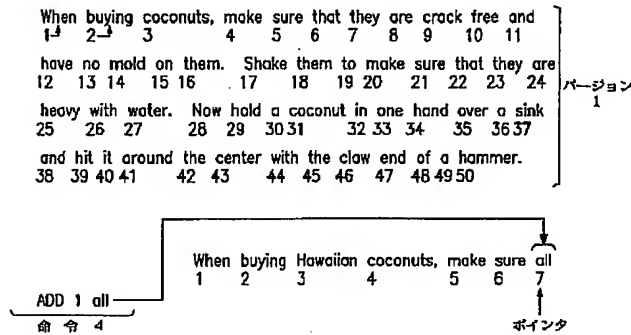 When buying coconuts, make sure that they are crack free and
1 2 3 4 5 6 7 8 9 10 11
have no mold on them. Shake them to make sure that they are
12 13 14 15 16 17 18 19 20 21 22 23 24
heavy with water. Now hold a coconut in one hand over a sink
25 26 27 28 29 30 31 32 33 34 35 36 37
and hit it around the center with the claw end of a hammer.
38 39 40 41 42 43 44 45 46 47 48 49 50
バージョン
1
When buying Hawaiian coconuts, make sure all
1 2 3 4 5 6 7
ADD 1 all
命令 4
ポインタ